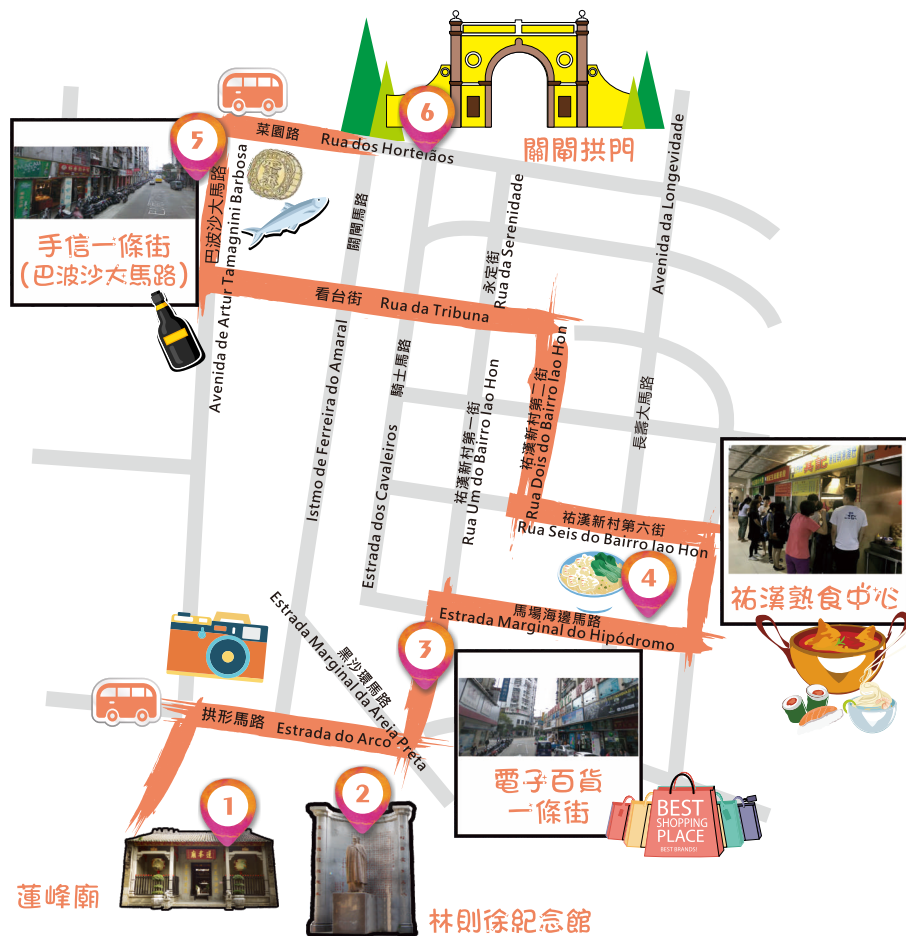 6
關閘拱門
5
菜園路 Rua dos Hortelãos
手信一條街
(巴波沙大馬路)
巴波沙大馬路
Avenida de Artur Tamagnini Barbosa
關閘馬路
Istmo de Ferreira do Amaral
永定街
Rua da Serenidade
Avenida da Longevidade
長壽大馬路
看台街 Rua da Tribuna
騎士馬路
Estrada dos Cavaleiros
祐漢新村第一街
Rua Um do Bairro Iao Hon
祐漢新村第二街
Rua Dois do Bairro Iao Hon
祐漢新村第六街
Rua Seis do Bairro Iao Hon
4
祐漢熟食中心
馬場海邊馬路
Estrada Marginal do Hipódromo
3
黑沙環馬路
Estrada Marginal da Areia Preta
拱形馬路 Estrada do Arco
電子百貨
一條街
BEST
SHOPPING
PLACE
BEST BRANDS!
1
2
蓮峰廟
蓮峯廟
林則徐紀念館